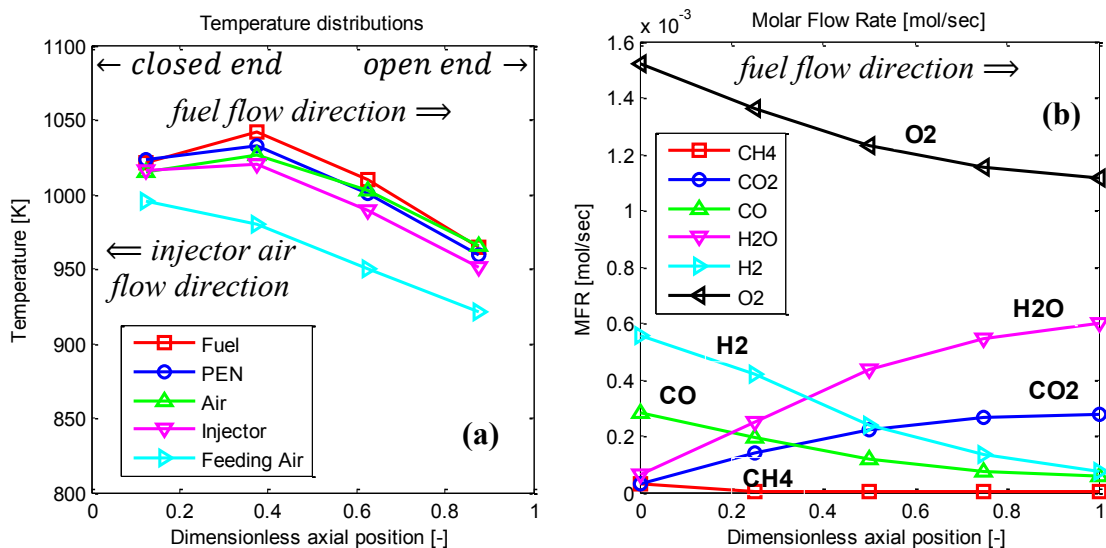 Temperature distributions
1100
1050
1000
950
900
850
800
Temperature [K]
← closed end
open end →
fuel flow direction ⇒
⇐ injector air
flow direction
Fuel
PEN
Air
Injector
Feeding Air
(a)
0
0.2
0.4
0.6
0.8
1
Dimensionless axial position [-]
Molar Flow Rate [mol/sec]
x 10⁻³
1.6
1.4
1.2
1
0.8
0.6
0.4
0.2
0
MFR [mol/sec]
fuel flow direction ⇒
(b)
O2
CH4
CO2
CO
H2O
H2
O2
H2O
H2
CO
CO2
CH4
0
0.2
0.4
0.6
0.8
1
Dimensionless axial position [-]